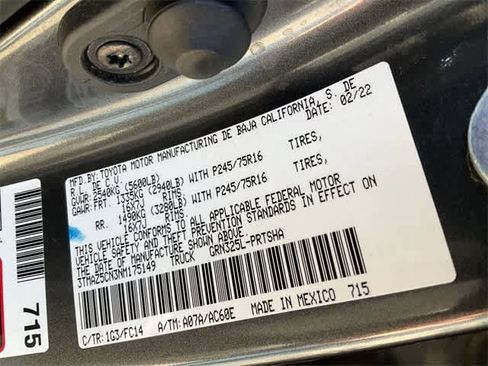 MFD. BY: TOYOTA MOTOR MANUFACTURING DE BAJA CALIFORNIA, S. DE
R.L. DE C.V. DATE: 02/22
GVWR: 2540KG (5600LB)
GAWR: FRT. 1335KG (2940LB) WITH P245/75R16 TIRES,
16X7J RIMS
RR. 1490KG (3280LB) WITH P245/75R16 TIRES,
16X7J RIMS
THIS VEHICLE CONFORMS TO ALL APPLICABLE FEDERAL MOTOR
VEHICLE SAFETY AND THEFT PREVENTION STANDARDS IN EFFECT ON
THE DATE OF MANUFACTURE SHOWN ABOVE.
3TMAZ5CN3NM175149 TRUCK GRN325L-PRTSHA
C/TR: 1G3/FC14 A/TM: A07A/AC60E MADE IN MEXICO 715
715